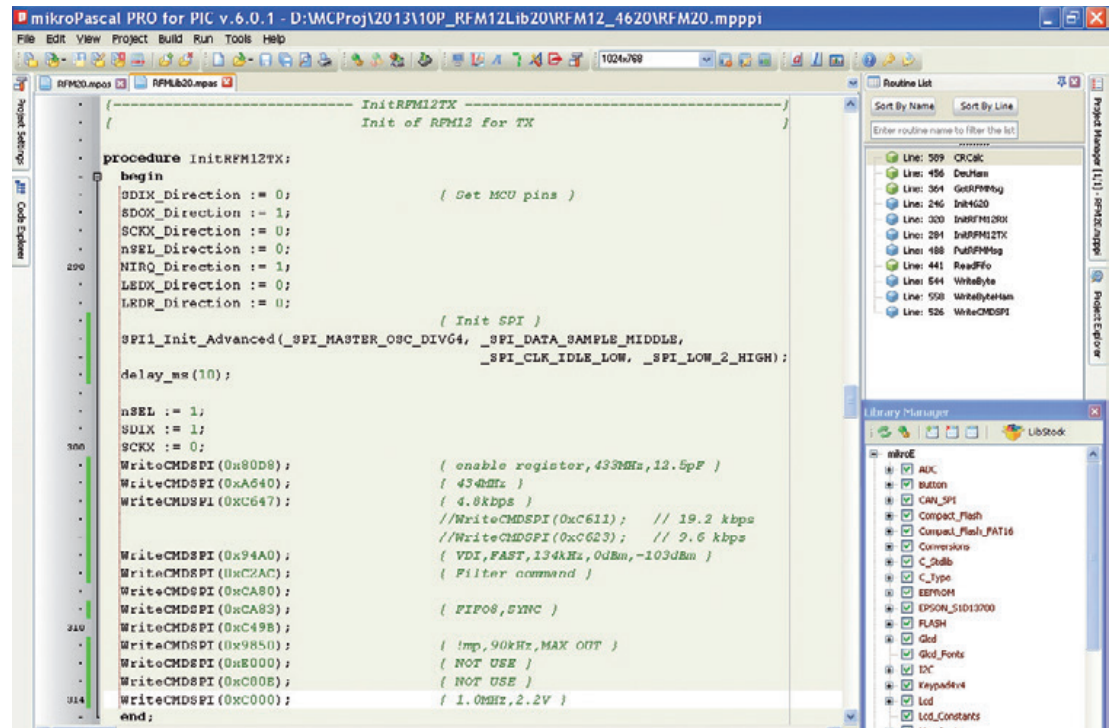 mikroPascal PRO for PIC v.6.0.1 - D:\MCProj\2013\10P_RFM12Lib20\RFM12_4620\RFM20.mpppi
File Edit View Project Build Run Tools Help
1024x768
RFM20.mpas RFMLib20.mpas
Project Settings
Code Explorer
{---------------------------- InitRFM12TX -----------------------------------}
{ Init of RFM12 for TX }
procedure InitRFM12TX;
begin
SDIX_Direction := 0; { Set MCU pins }
SDOX_Direction := 1;
SCKX_Direction := 0;
nSEL_Direction := 0;
290 NIRQ_Direction := 1;
LEDX_Direction := 0;
LEDR_Direction := 0;
{ Init SPI }
SPI1_Init_Advanced(_SPI_MASTER_OSC_DIV64, _SPI_DATA_SAMPLE_MIDDLE,
_SPI_CLK_IDLE_LOW, _SPI_LOW_2_HIGH);
delay_ms(10);
nSEL := 1;
SDIX := 1;
300 SCKX := 0;
WriteCMDSPI(0x80D8); { enable register,433MHz,12.5pF }
WriteCMDSPI(0xA640); { 434MHz }
WriteCMDSPI(0xC647); { 4.8kbps }
//WriteCMDSPI(0xC611); // 19.2 kbps
//WriteCMDSPI(0xC623); // 9.6 kbps
WriteCMDSPI(0x94A0); { VDI,FAST,134kHz,0dBm,-103dBm }
WriteCMDSPI(0xC2AC); { Filter command }
WriteCMDSPI(0xCA80);
WriteCMDSPI(0xCA83); { FIFO8,SYNC }
310 WriteCMDSPI(0xC49B);
WriteCMDSPI(0x9850); { !mp,90kHz,MAX OUT }
WriteCMDSPI(0xE000); { NOT USE }
WriteCMDSPI(0xC80E); { NOT USE }
314 WriteCMDSPI(0xC000); { 1.0MHz,2.2V }
end;
Routine List
Sort By Name Sort By Line
Enter routine name to filter the list
Line: 589 CRCalc
Line: 456 DecHam
Line: 364 GetRFMMsg
Line: 246 Init4620
Line: 320 InitRFM12RX
Line: 284 InitRFM12TX
Line: 488 PutRFMMsg
Line: 441 ReadFifo
Line: 544 WriteByte
Line: 558 WriteByteHam
Line: 526 WriteCMDSPI
Project Manager [1/1] - RFM20.mpppi
Project Explorer
Library Manager
LibStock
mikroE
ADC
Button
CAN_SPI
Compact_Flash
Compact_Flash_FAT16
Conversions
C_Stdlib
C_Type
EEPROM
EPSON_S1D13700
FLASH
Glcd
Glcd_Fonts
I2C
Keypad4x4
Lcd
Lcd_Constants